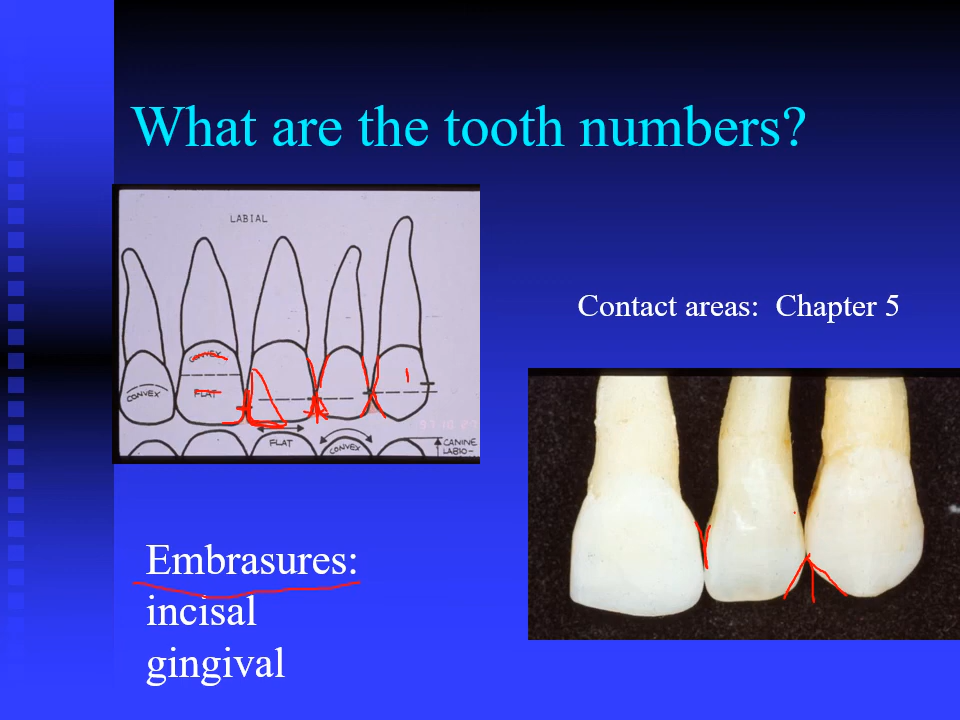 What are the tooth numbers?
LABIAL
Contact areas: Chapter 5
CONVEX
CONVEX
FLAT
FLAT
CONVEX
CANINE
LABIO-
Embrasures:
incisal
gingival